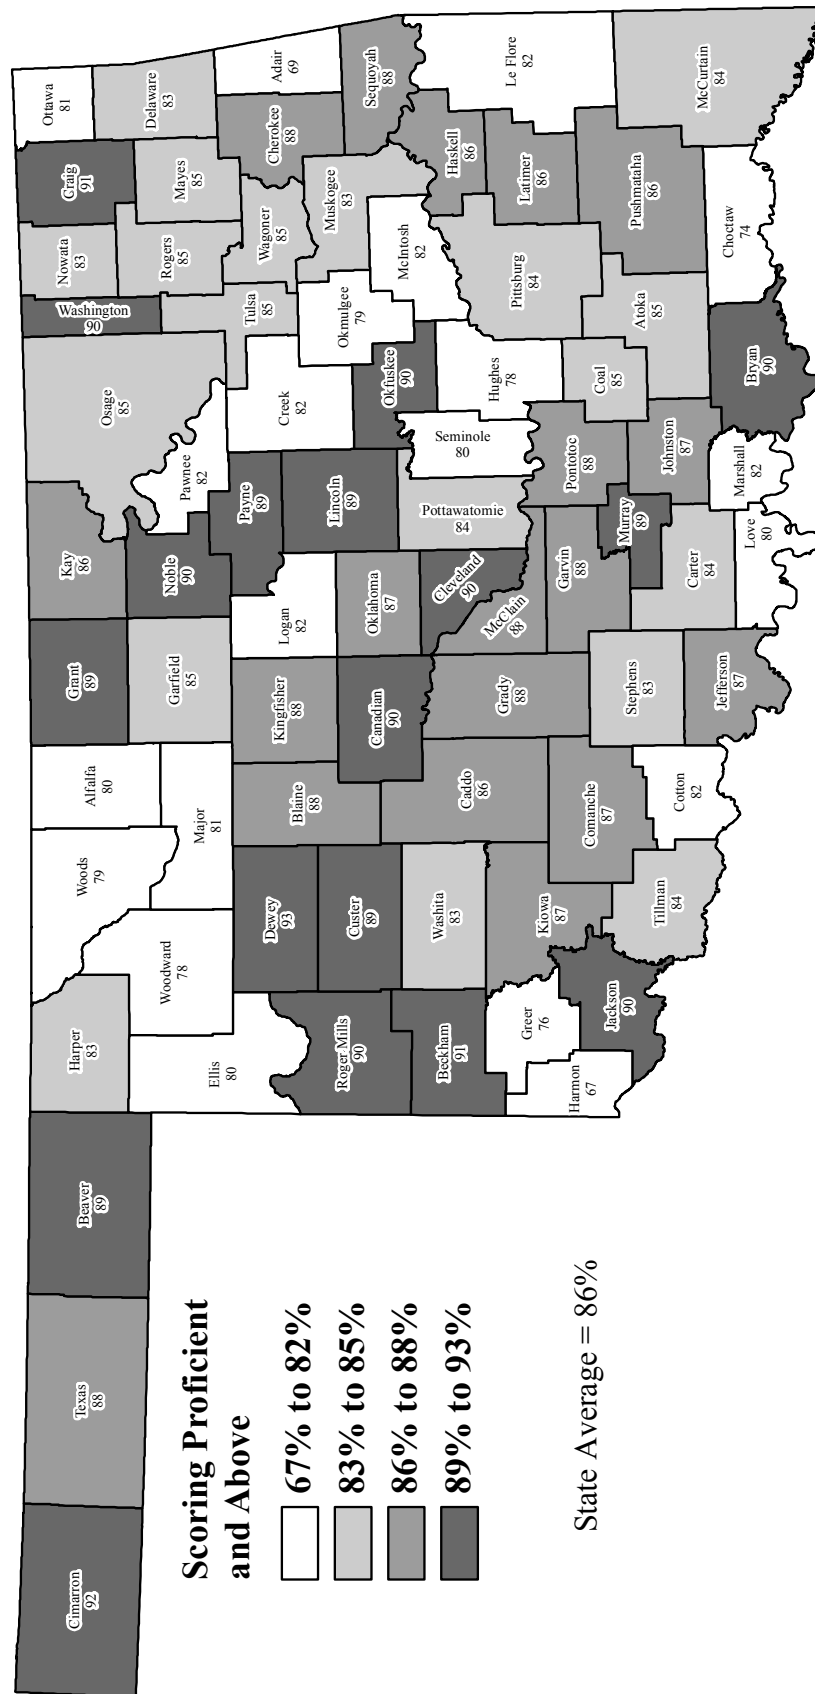 Cimarron
92
Texas
88
Beaver
89
Harper
83
Woods
79
Alfalfa
80
Grant
89
Kay
86
Osage
85
Washington
90
Nowata
83
Craig
91
Ottawa
81
Delaware
83
Ellis
80
Woodward
78
Major
81
Garfield
85
Noble
90
Pawnee
82
Rogers
85
Mayes
85
Roger Mills
90
Dewey
93
Blaine
88
Kingfisher
88
Logan
82
Payne
89
Creek
82
Tulsa
85
Wagoner
85
Cherokee
88
Adair
69
Custer
89
Canadian
90
Oklahoma
87
Lincoln
89
Okfuskee
90
Okmulgee
79
Muskogee
83
Sequoyah
88
Beckham
91
Washita
83
Caddo
86
Grady
88
Cleveland
90
McClain
88
Pottawatomie
84
Seminole
80
Hughes
78
McIntosh
82
Haskell
86
Le Flore
82
Greer
76
Harmon
67
Kiowa
87
Jackson
90
Comanche
87
Stephens
83
Garvin
88
Murray
89
Pontotoc
88
Coal
85
Pittsburg
84
Latimer
86
Tillman
84
Cotton
82
Jefferson
87
Carter
84
Johnston
87
Atoka
85
Pushmataha
86
McCurtain
84
Love
80
Marshall
82
Bryan
90
Choctaw
74
Scoring Proficient
and Above
67% to 82%
83% to 85%
86% to 88%
89% to 93%
State Average = 86%